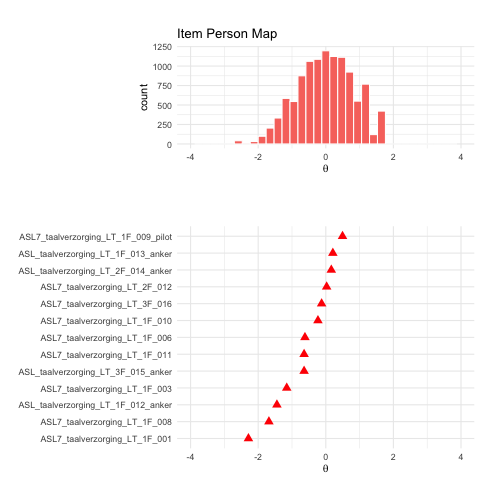 Item Person Map
1250
1000
750
500
250
0
count
-4 -2 0 2 4
θ
ASL7_taalverzorging_LT_1F_009_pilot
ASL_taalverzorging_LT_1F_013_anker
ASL_taalverzorging_LT_2F_014_anker
ASL7_taalverzorging_LT_2F_012
ASL7_taalverzorging_LT_3F_016
ASL7_taalverzorging_LT_1F_010
ASL7_taalverzorging_LT_1F_006
ASL7_taalverzorging_LT_1F_011
ASL_taalverzorging_LT_3F_015_anker
ASL7_taalverzorging_LT_1F_003
ASL_taalverzorging_LT_1F_012_anker
ASL7_taalverzorging_LT_1F_008
ASL7_taalverzorging_LT_1F_001
-4 -2 0 2 4
θ